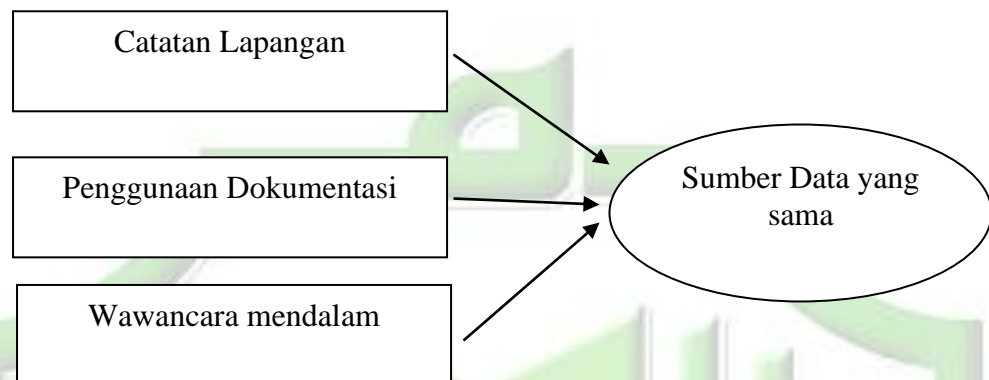 Catatan Lapangan
Penggunaan Dokumentasi
Wawancara mendalam
Sumber Data yang
sama